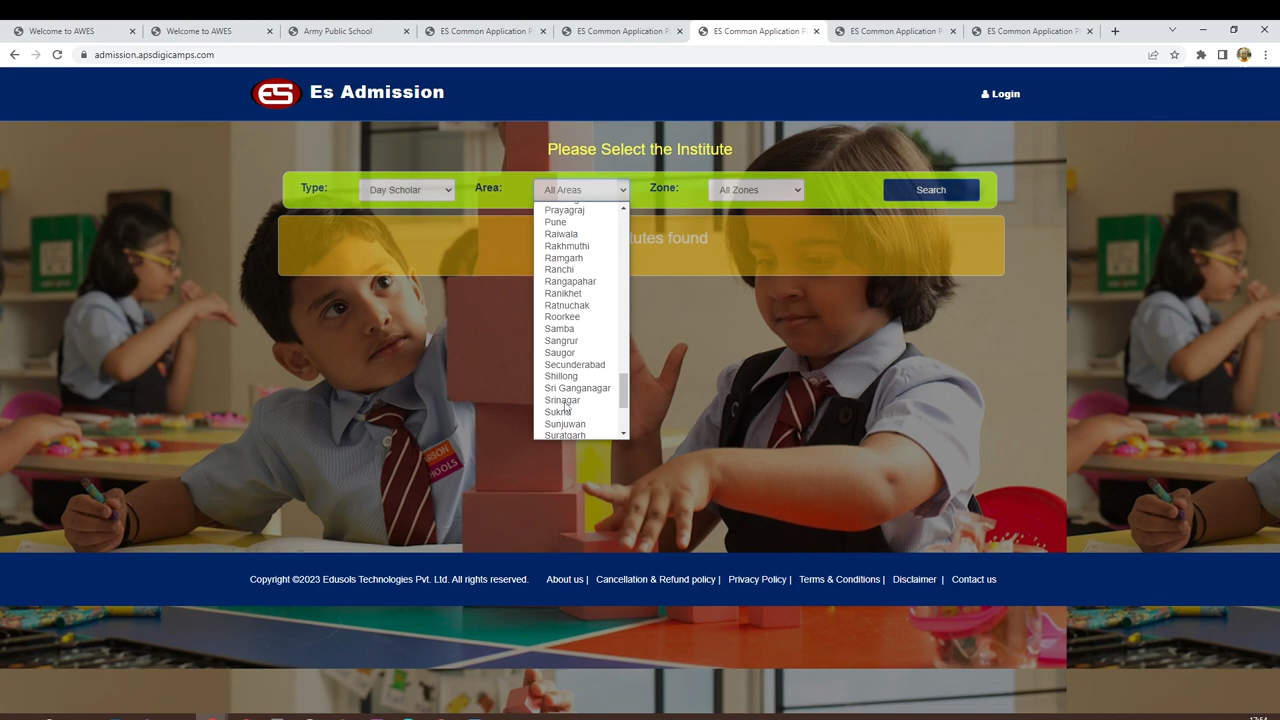 Welcome to AWES
Welcome to AWES
Army Public School
ES Common Application P
ES Common Application P
ES Common Application P
ES Common Application P
ES Common Application P
admission.apsdigicamps.com
ES
Es Admission
Login
Please Select the Institute
Type:
Day Scholar
Area:
All Areas
Zone:
All Zones
Search
Prayagraj
Pune
Raiwala
Rakhmuthi
Ramgarh
Ranchi
Rangapahar
Ranikhet
Ratnuchak
Roorkee
Samba
Sangrur
Saugor
Secunderabad
Shillong
Sri Ganganagar
Srinagar
Sukna
Sunjuwan
Suratgarh
tutes found
SCHOOLS
Copyright ©2023 Edusols Technologies Pvt. Ltd. All rights reserved. About us | Cancellation & Refund policy | Privacy Policy | Terms & Conditions | Disclaimer | Contact us